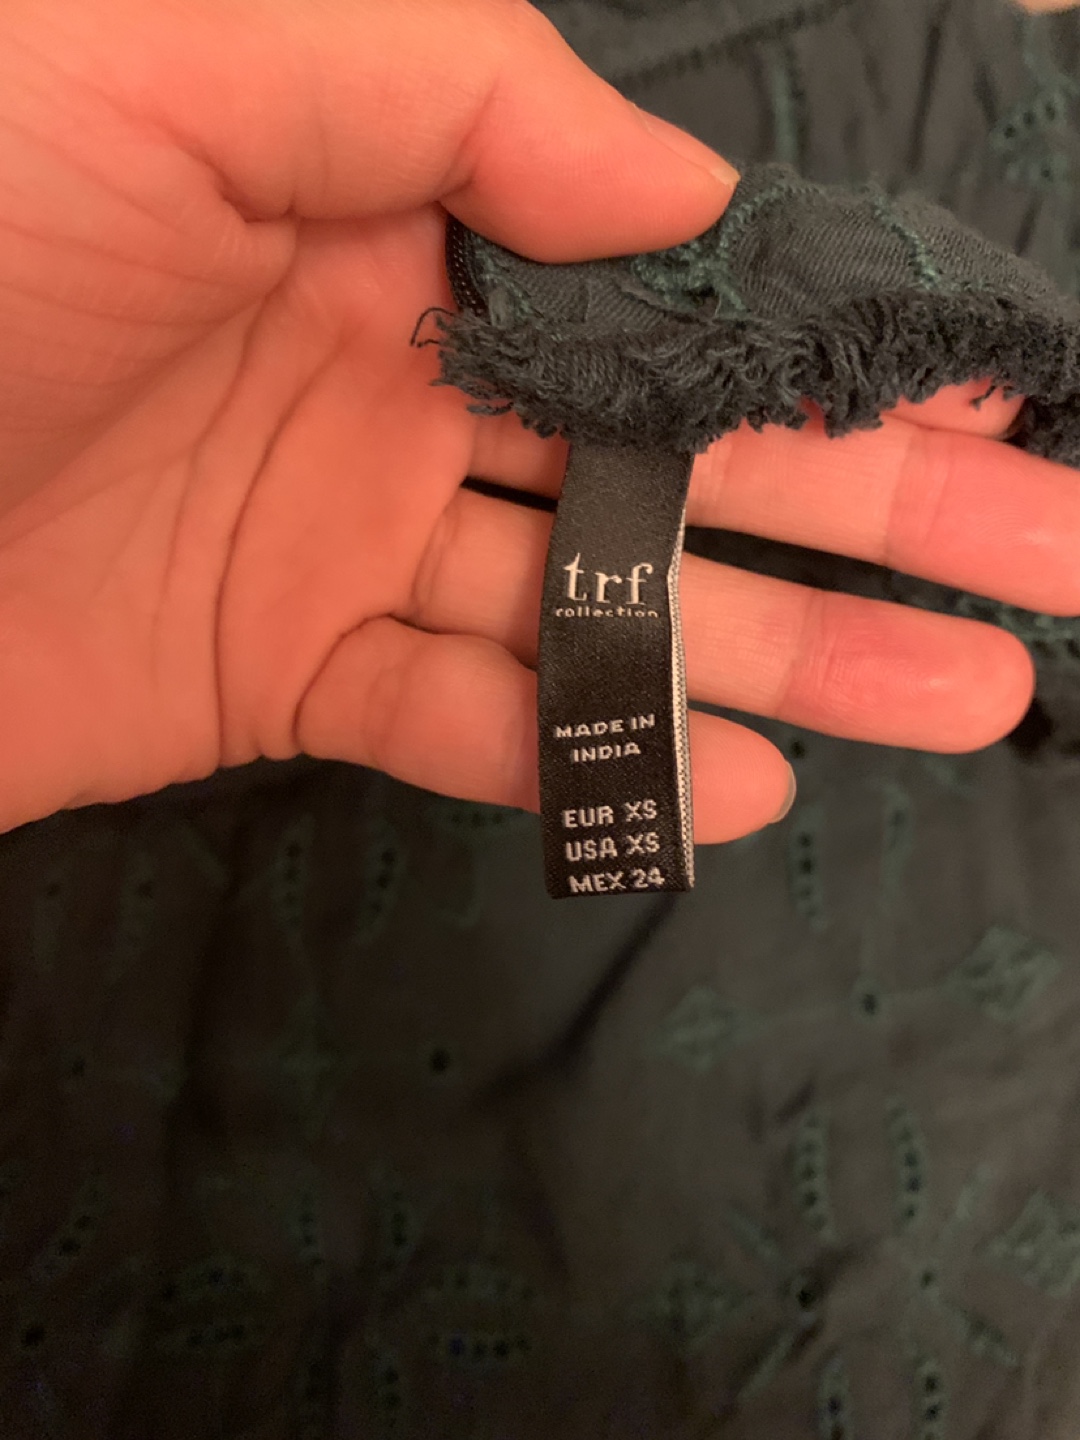 trf
collection
MADE IN
INDIA
EUR XS
USA XS
MEX 24